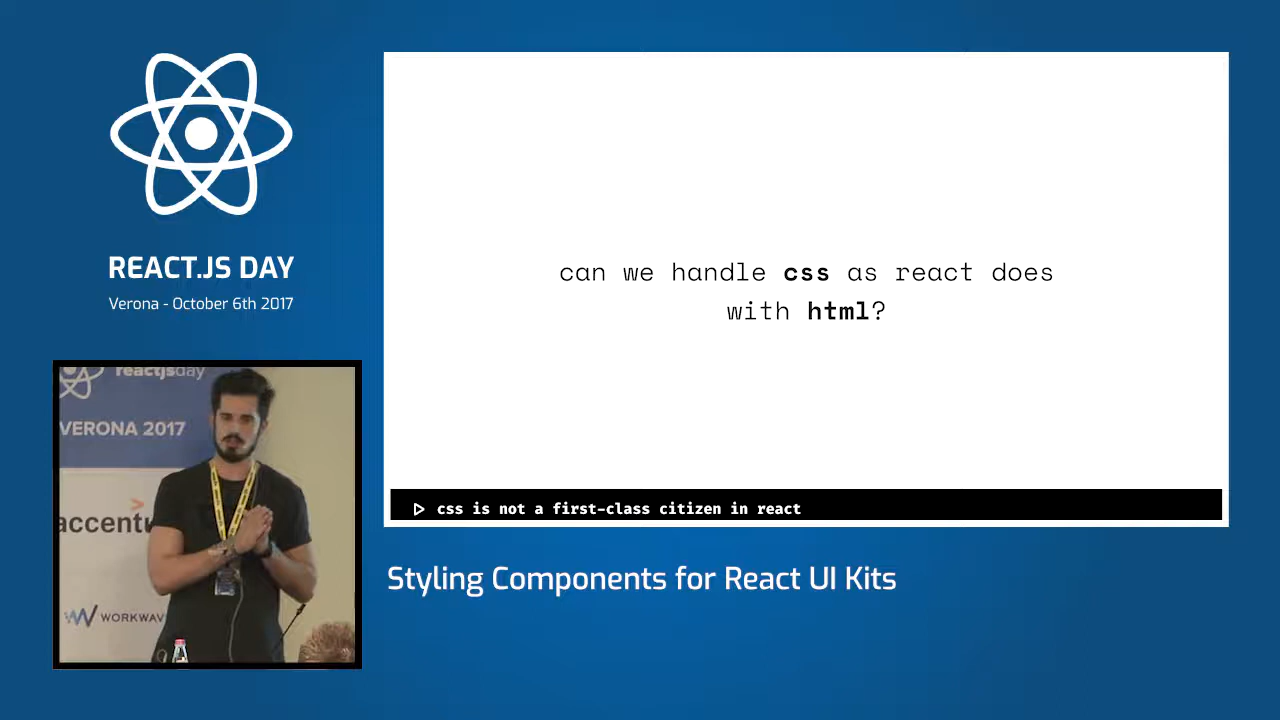 REACT.JS DAY
Verona - October 6th 2017
can we handle css as react does
with html?
css is not a first-class citizen in react
Styling Components for React UI Kits
reactjsday
VERONA 2017
accent
WORKWAV